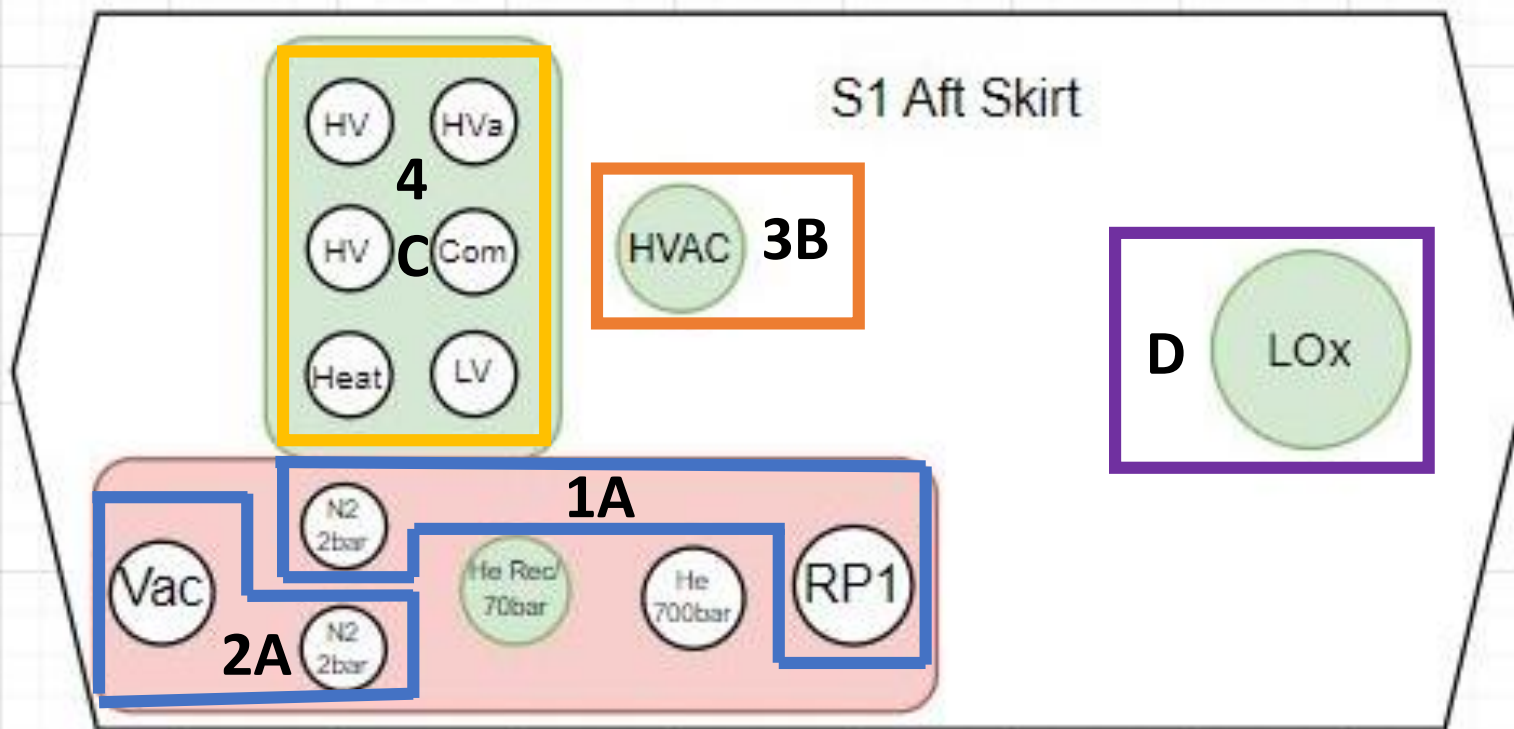 S1 Aft Skirt
HV
HVa
4
HV
C
Com
Heat
LV
HVAC
3B
D
LOx
1A
N2
2bar
Vac
He Rec/
70bar
He
700bar
RP1
2A
N2
2bar